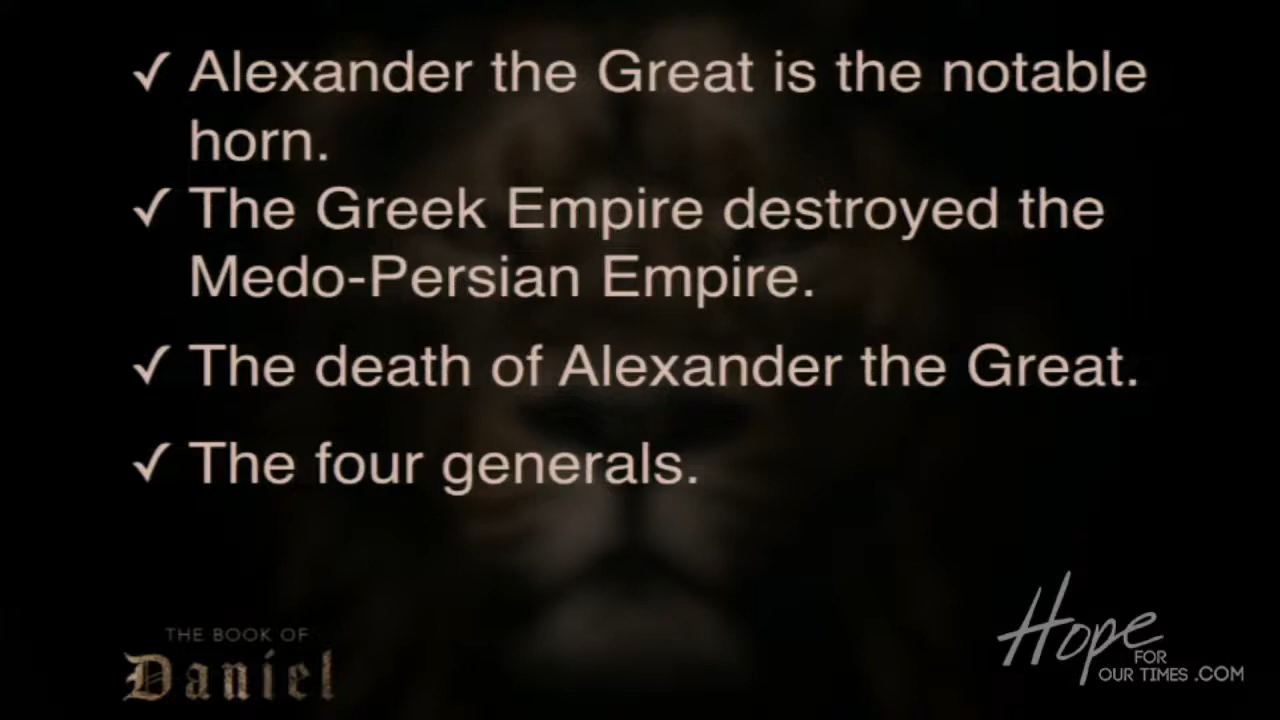 ✓ Alexander the Great is the notable
horn.
✓ The Greek Empire destroyed the
Medo-Persian Empire.
✓ The death of Alexander the Great.
✓ The four generals.
THE BOOK OF
Daniel
Hope
FOR
OUR TIMES .COM